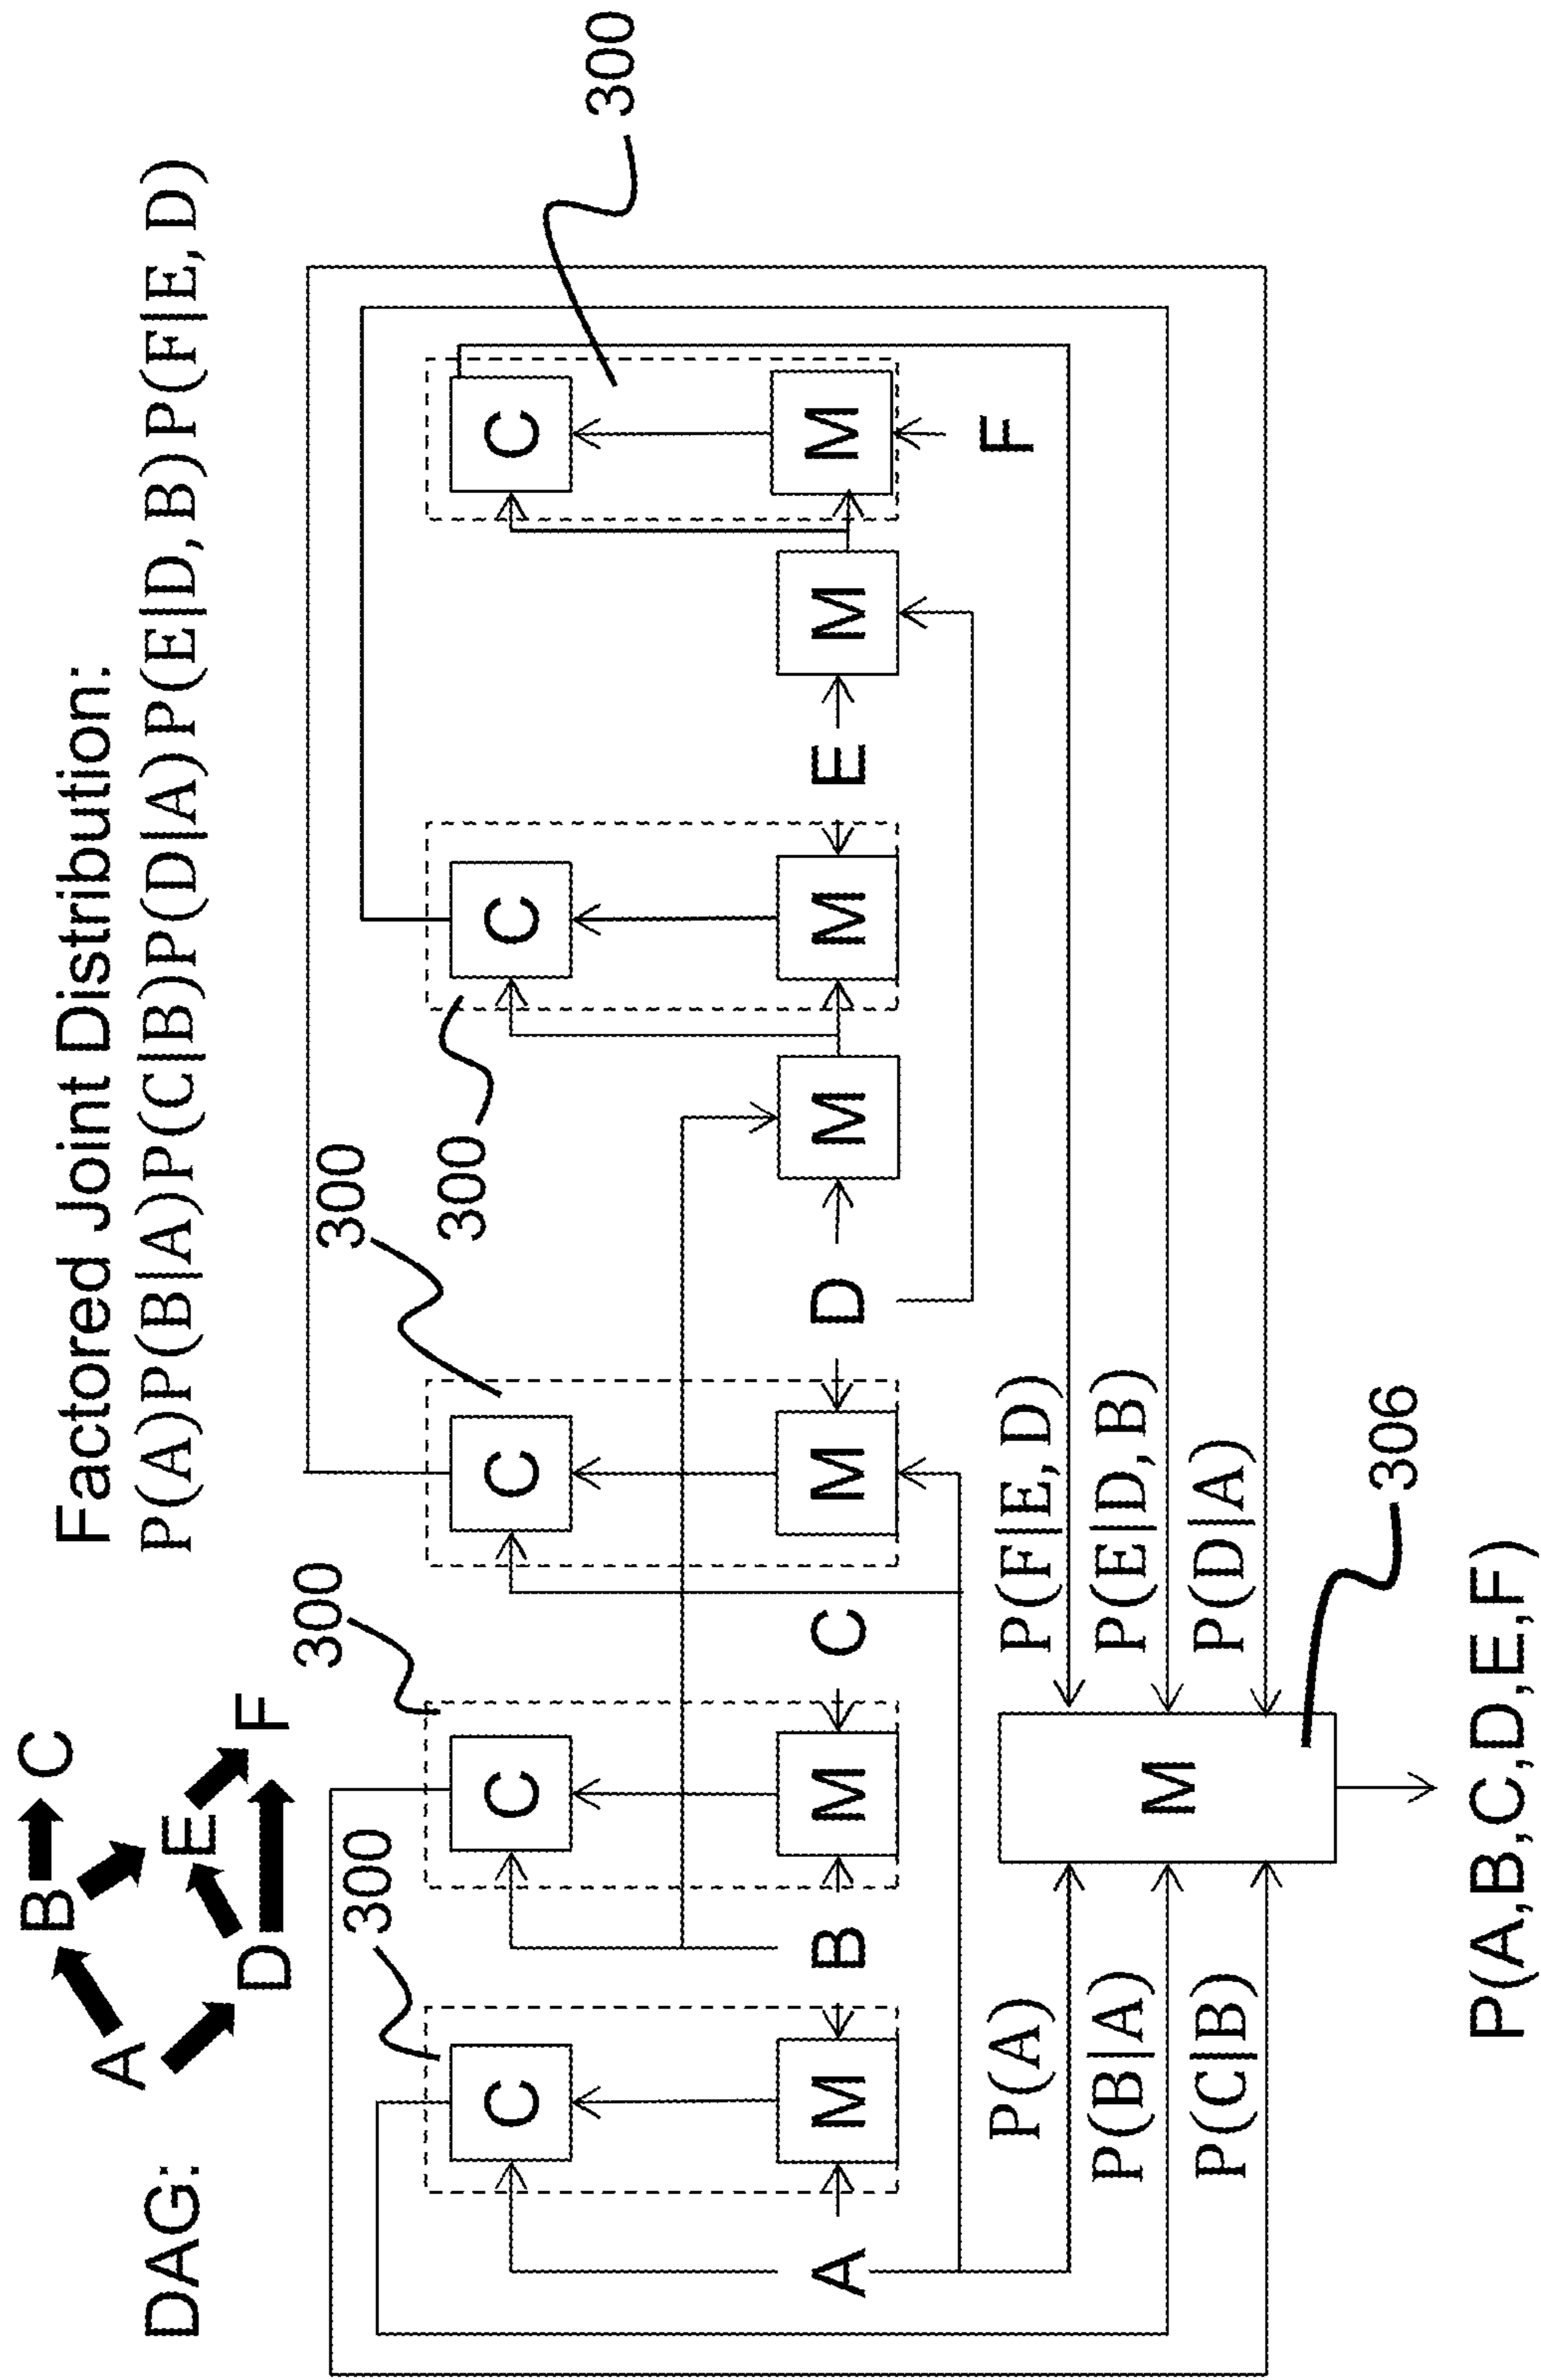 DAG:
A
B
C
D
E
F
Factored Joint Distribution:
P(A)P(B|A)P(C|B)P(D|A)P(E|D, B)P(F|E, D)
300
300
300
300
300
C
C
C
C
C
A
M
B
M
C
M
D
M
M
E
M
M
F
P(A)
P(B|A)
P(C|B)
M
P(F|E, D)
P(E|D, B)
P(D|A)
306
P(A,B,C,D,E,F)